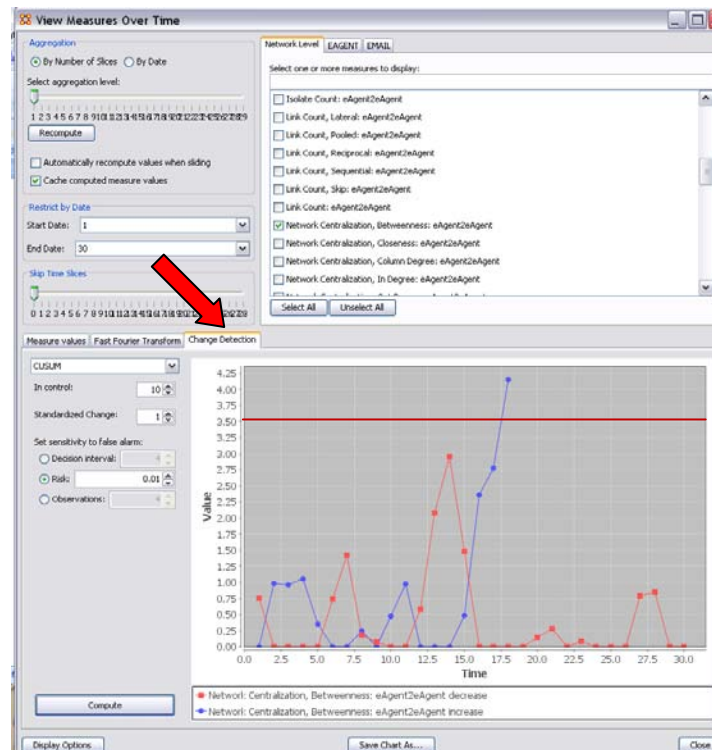 View Measures Over Time
Aggregation
By Number of Slices By Date
Select aggregation level:
Recompute
Automatically recompute values when sliding
Cache computed measure values
Restrict by Date
Start Date: 1
End Date: 30
Skip Time Slices
Network Level EAGENT EMAIL
Select one or more measures to display:
Isolate Count: eAgent2eAgent
Link Count, Lateral: eAgent2eAgent
Link Count, Pooled: eAgent2eAgent
Link Count, Reciprocal: eAgent2eAgent
Link Count, Sequential: eAgent2eAgent
Link Count, Skip: eAgent2eAgent
Link Count: eAgent2eAgent
Network Centralization, Betweenness: eAgent2eAgent
Network Centralization, Closeness: eAgent2eAgent
Network Centralization, Column Degree: eAgent2eAgent
Network Centralization, In Degree: eAgent2eAgent
Select All Unselect All
Measure values Fast Fourier Transform Change Detection
CUSUM
In control: 10
Standardized Change: 1
Set sensitivity to false alarm:
Decision interval: 4
Risk: 0.01
Observations: 4
Compute
4.25
4.00
3.75
3.50
3.25
3.00
2.75
2.50
2.25
2.00
1.75
1.50
1.25
1.00
0.75
0.50
0.25
0.00
Value
0.0 2.5 5.0 7.5 10.0 12.5 15.0 17.5 20.0 22.5 25.0 27.5 30.0
Time
Network Centralization, Betweenness: eAgent2eAgent decrease
Network Centralization, Betweenness: eAgent2eAgent increase
Display Options Save Chart As... Close